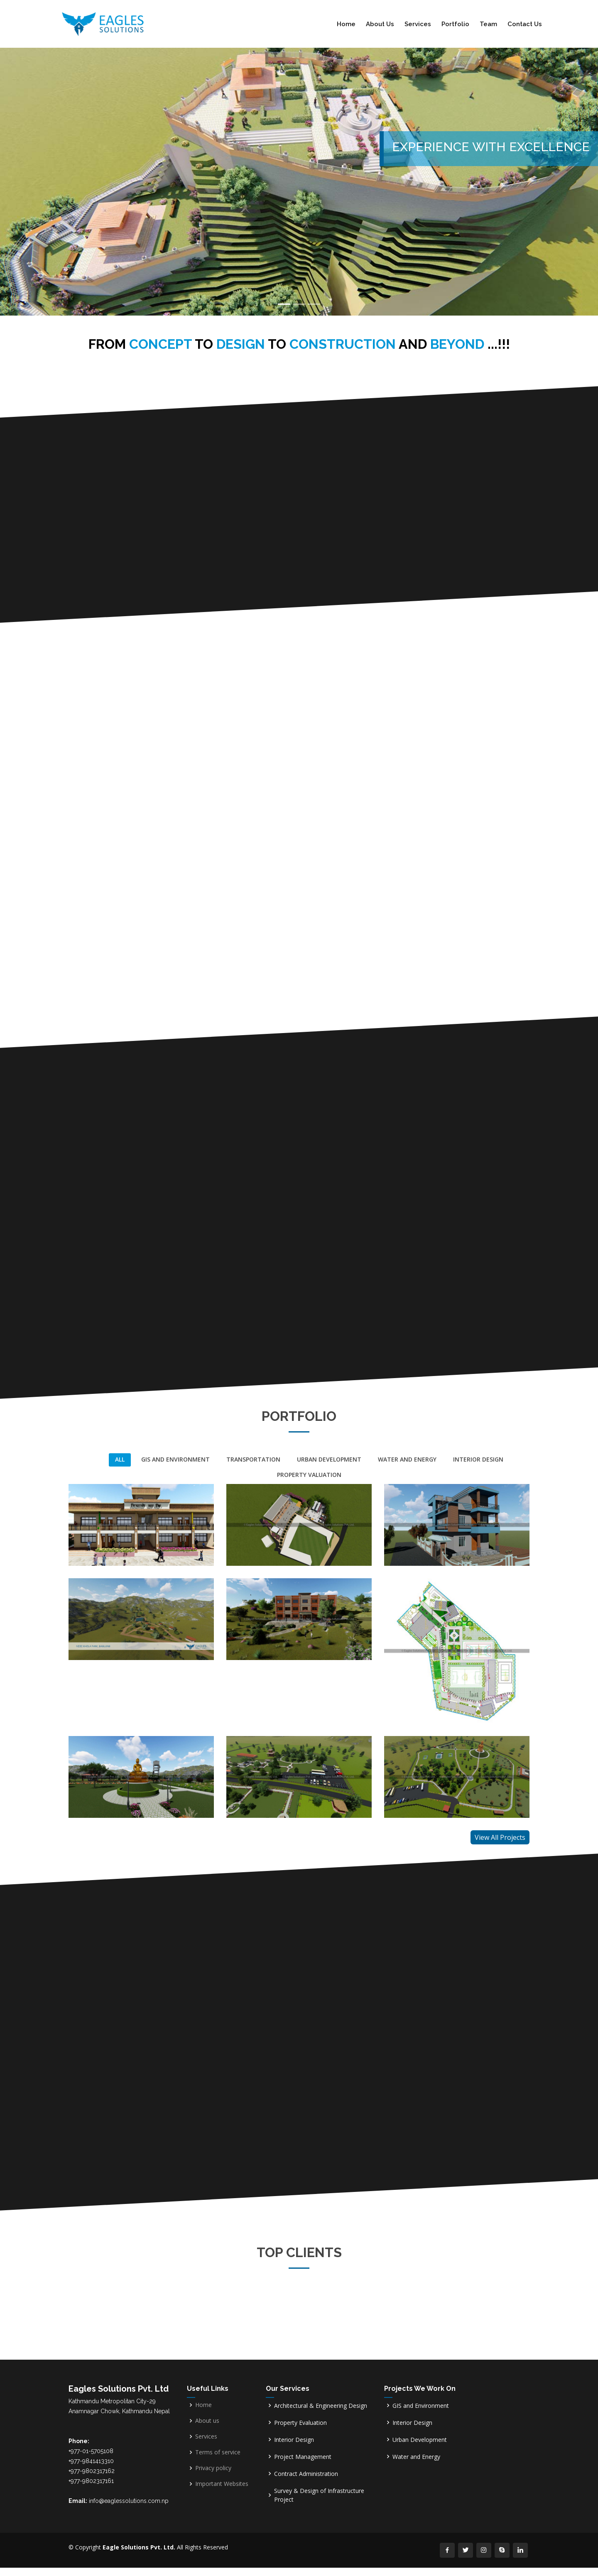 EAGLES
SOLUTIONS
Home About Us Services Portfolio Team Contact Us
EXPERIENCE WITH EXCELLENCE
FROM CONCEPT TO DESIGN TO CONSTRUCTION AND BEYOND ...!!!
PORTFOLIO
ALL GIS AND ENVIRONMENT TRANSPORTATION URBAN DEVELOPMENT WATER AND ENERGY INTERIOR DESIGN
PROPERTY VALUATION
View All Projects
TOP CLIENTS
Eagles Solutions Pvt. Ltd
Kathmandu Metropolitan City-29
Anamnagar Chowk, Kathmandu Nepal
Phone:
+977-01-5705108
+977-9841413310
+977-9802317162
+977-9802317161
Email: info@eaglessolutions.com.np
Useful Links
Home
About us
Services
Terms of service
Privacy policy
Important Websites
Our Services
Architectural & Engineering Design
Property Evaluation
Interior Design
Project Management
Contract Administration
Survey & Design of Infrastructure
Project
Projects We Work On
GIS and Environment
Interior Design
Urban Development
Water and Energy
© Copyright Eagle Solutions Pvt. Ltd. All Rights Reserved